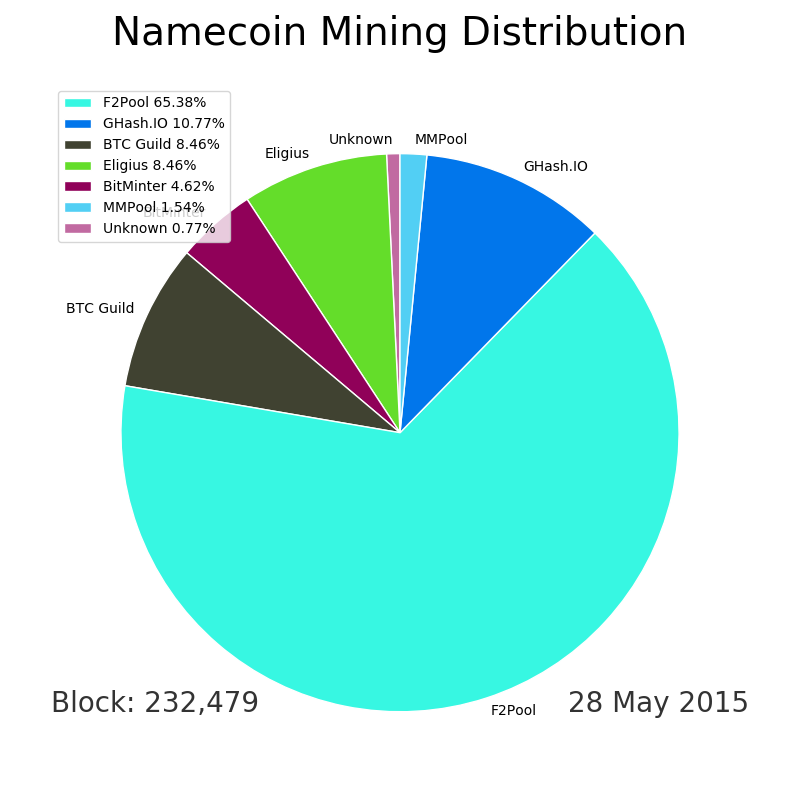 Namecoin Mining Distribution
F2Pool 65.38%
GHash.IO 10.77%
BTC Guild 8.46%
Eligius 8.46%
BitMinter 4.62%
MMPool 1.54%
Unknown 0.77%
Unknown
MMPool
Eligius
GHash.IO
BitMinter
BTC Guild
F2Pool
Block: 232,479
28 May 2015